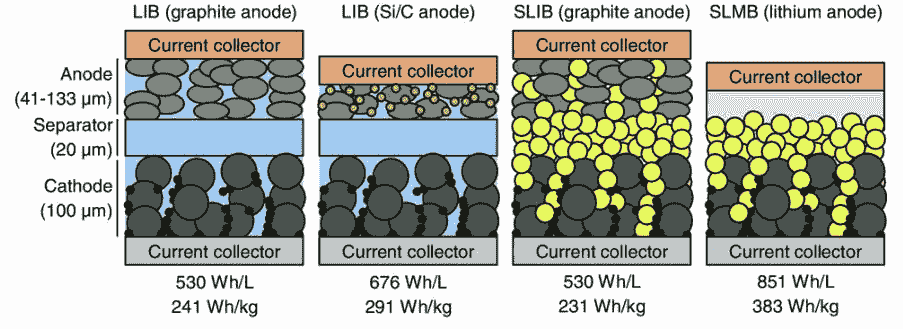 LIB (graphite anode)
LIB (Si/C anode)
SLIB (graphite anode)
SLMB (lithium anode)
Current collector
Current collector
Current collector
Current collector
Anode
(41-133 μm)
Separator
(20 μm)
Cathode
(100 μm)
Current collector
Current collector
Current collector
Current collector
530 Wh/L
676 Wh/L
530 Wh/L
851 Wh/L
241 Wh/kg
291 Wh/kg
231 Wh/kg
383 Wh/kg